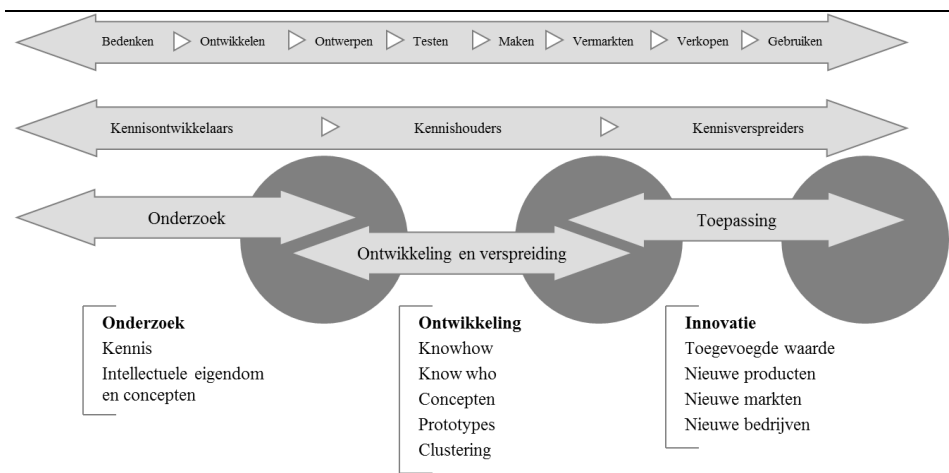 Bedenken Ontwikkelen Ontwerpen Testen Maken Vermarkten Verkopen Gebruiken
Kennisontwikkelaars Kennishouders Kennisverspreiders
Onderzoek
Toepassing
Ontwikkeling en verspreiding
Onderzoek
Kennis
Intellectuele eigendom
en concepten
Ontwikkeling
Knowhow
Know who
Concepten
Prototypes
Clustering
Innovatie
Toegevoegde waarde
Nieuwe producten
Nieuwe markten
Nieuwe bedrijven